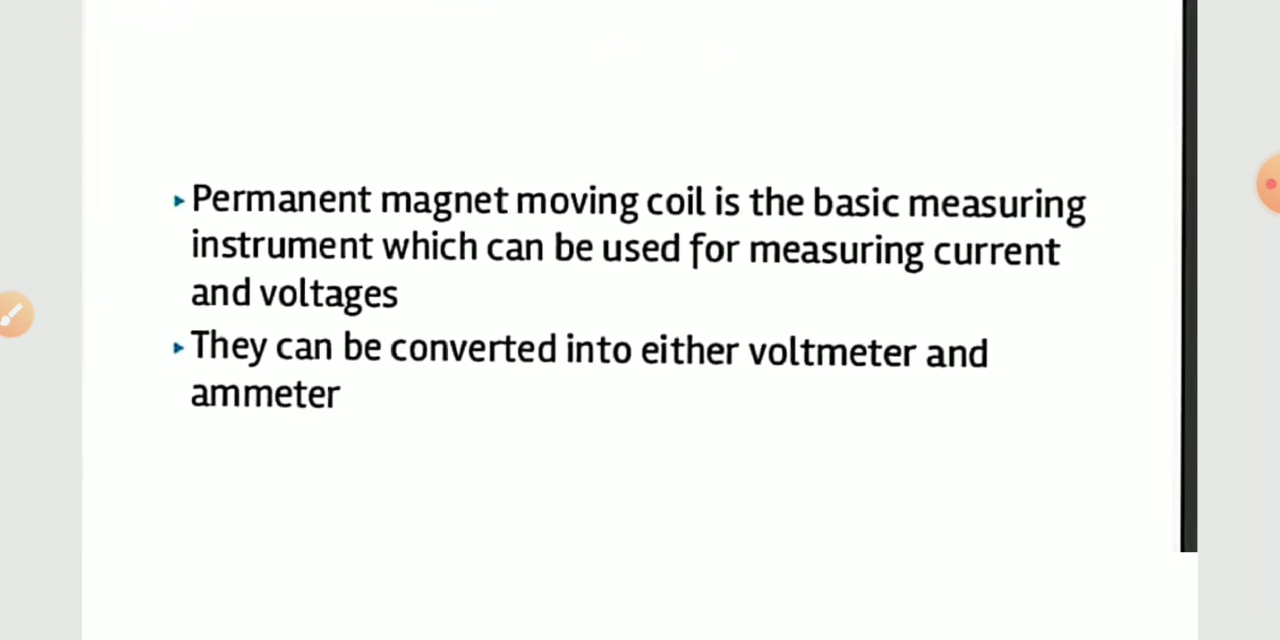 Permanent magnet moving coil is the basic measuring
instrument which can be used for measuring current
and voltages
They can be converted into either voltmeter and
ammeter